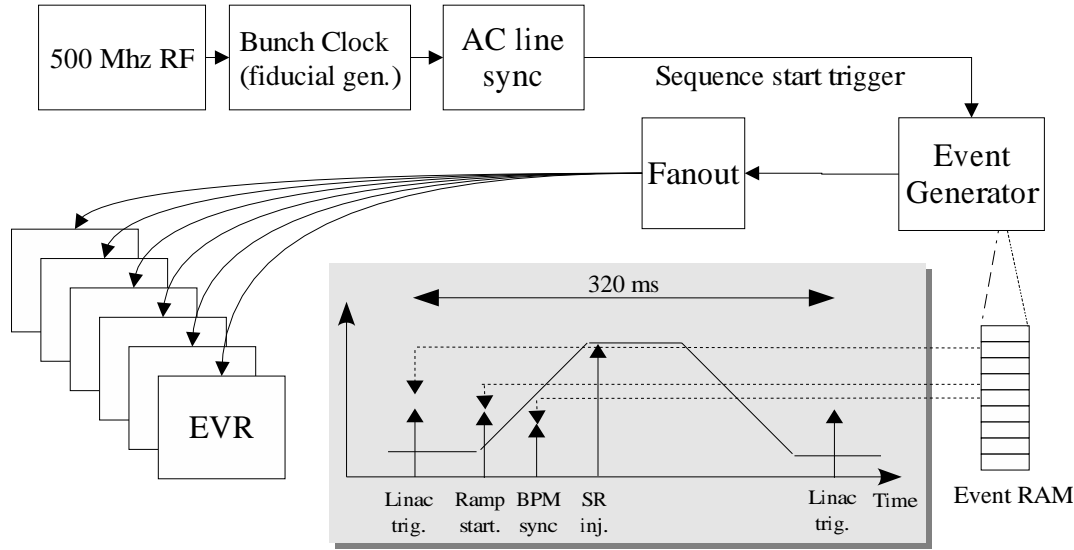 500 Mhz RF
Bunch Clock
(fiducial gen.)
AC line
sync
Sequence start trigger
Fanout
Event
Generator
320 ms
EVR
Linac
trig.
Ramp
start.
BPM
sync
SR
inj.
Linac
trig.
Time
Event RAM